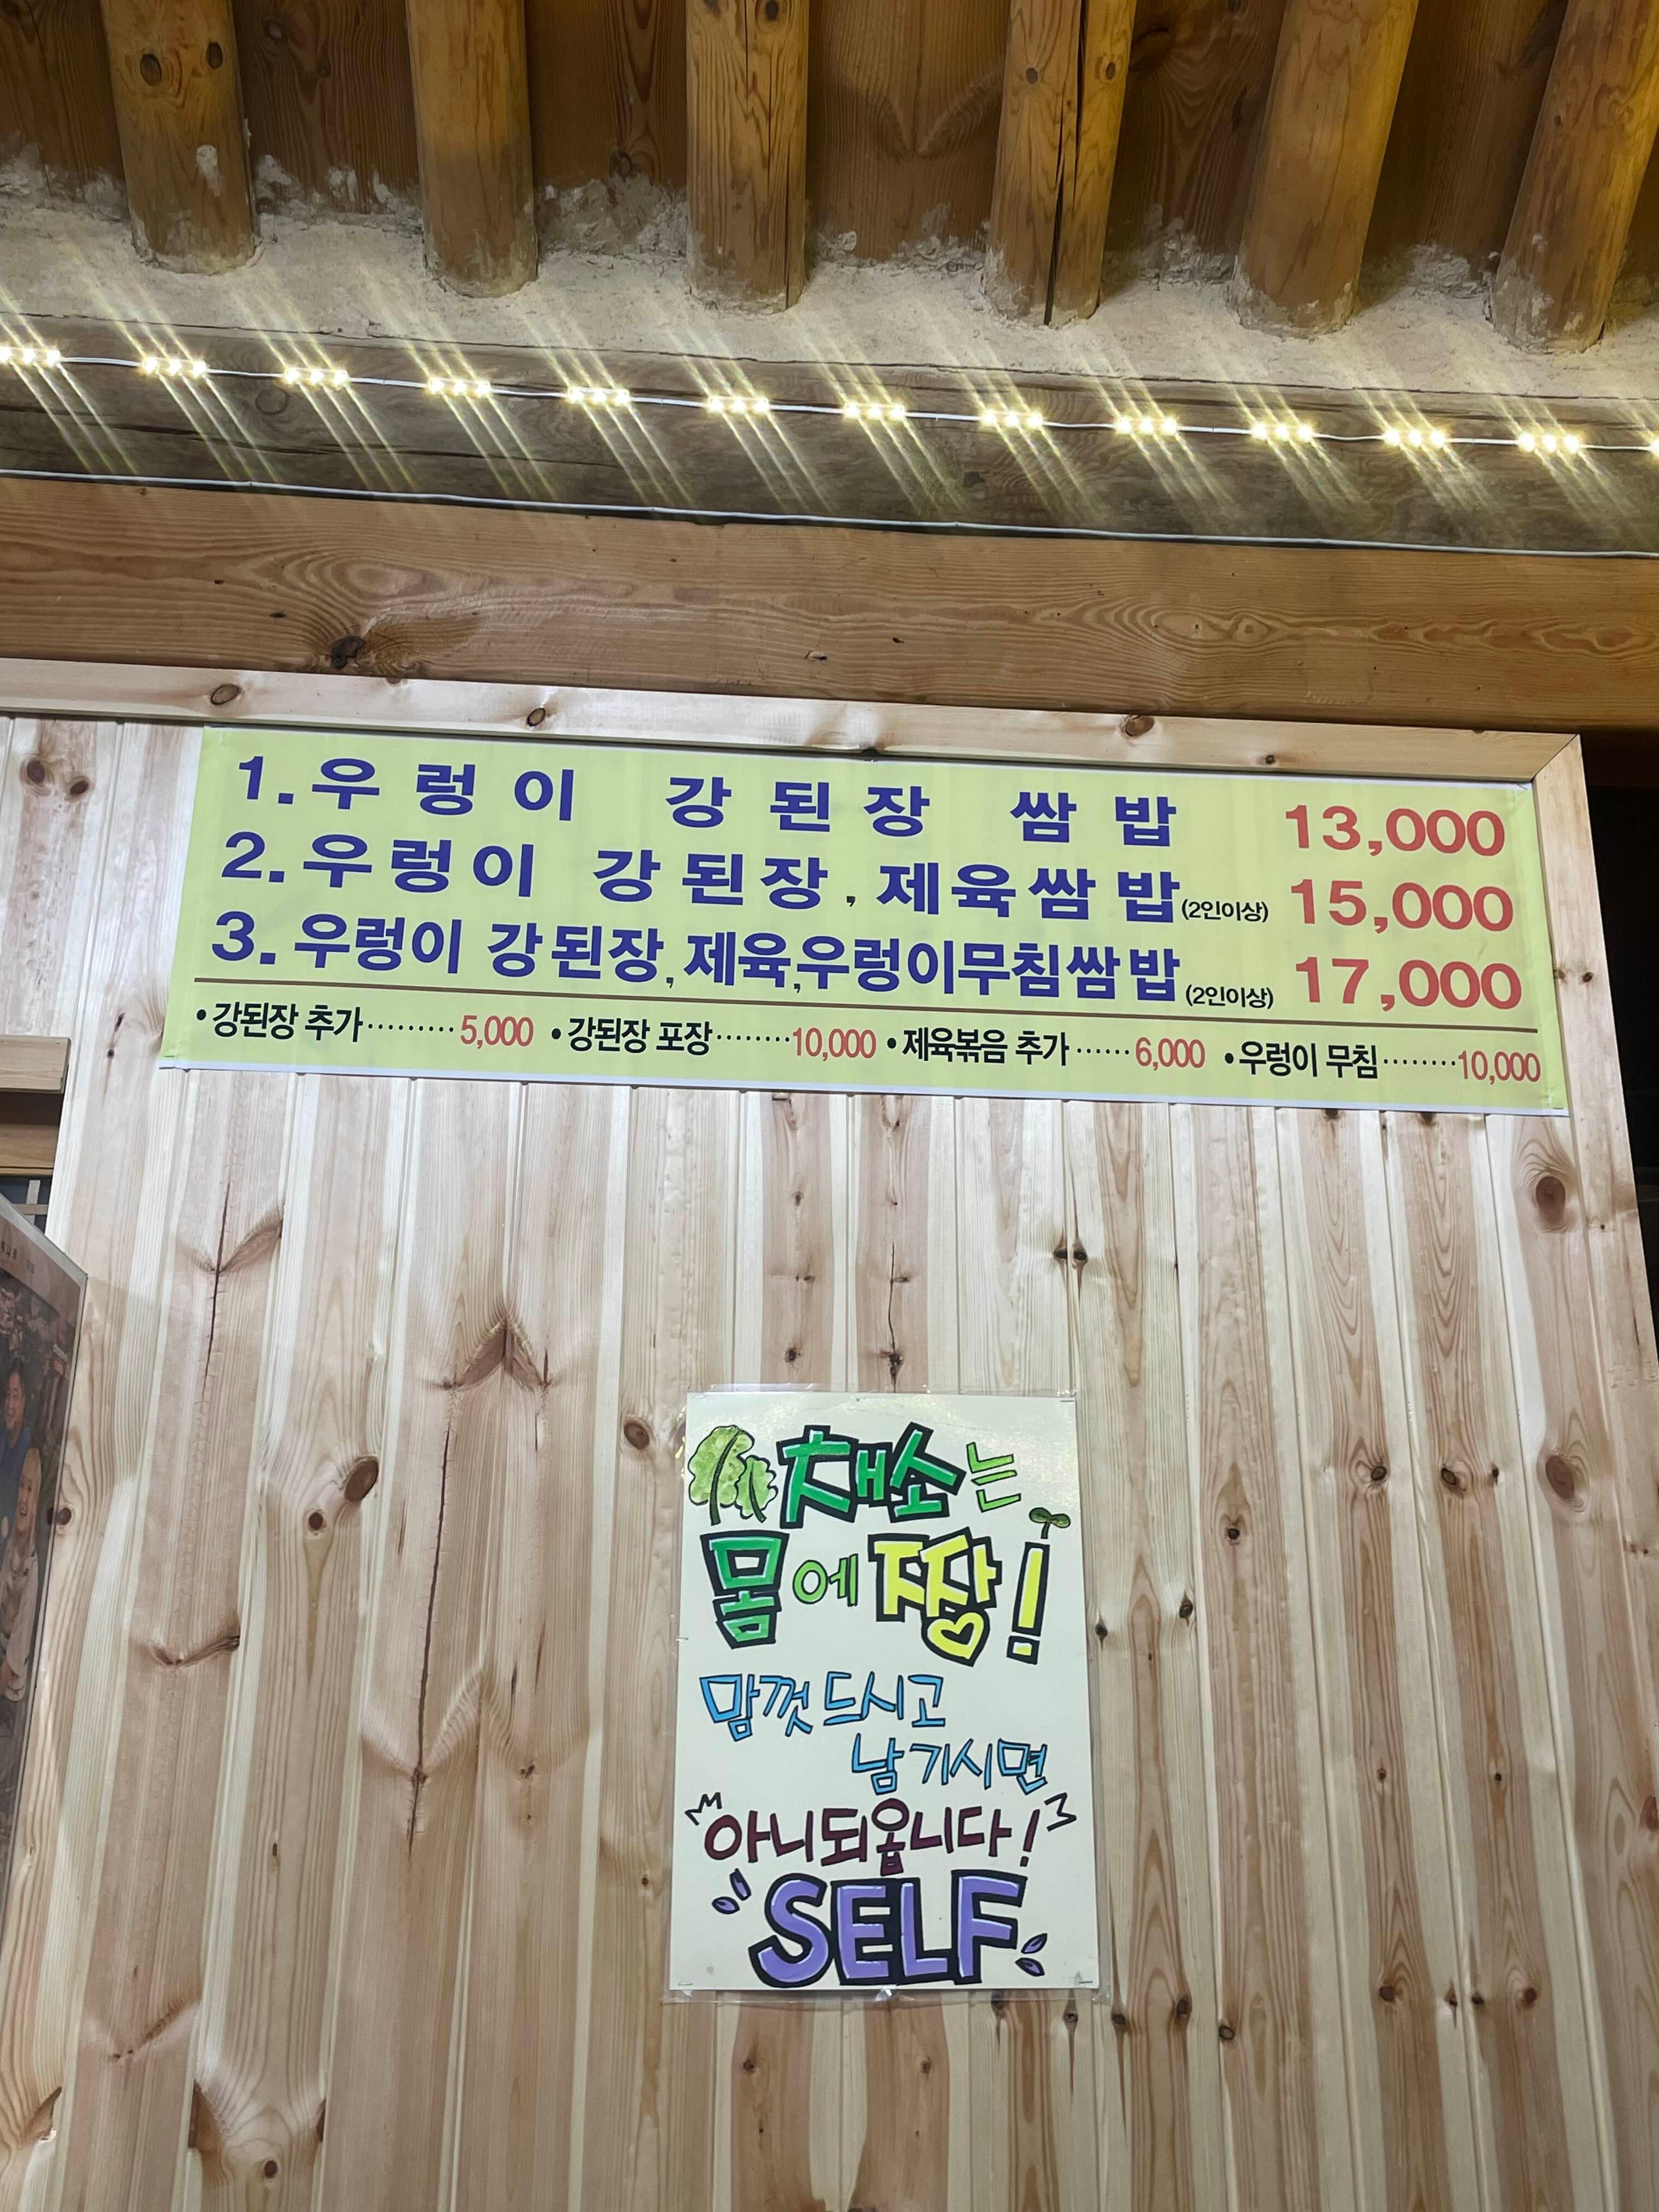 1. 우렁이 강된장 쌈밥 13,000
2. 우렁이 강된장, 제육쌈밥(2인이상) 15,000
3. 우렁이 강된장, 제육, 우렁이무침쌈밥(2인이상) 17,000
•강된장 추가·········5,000 •강된장 포장········10,000 •제육볶음 추가······6,000 •우렁이 무침········10,000
채소는
몸에 짱!
맘껏 드시고
남기시면
아니되옵니다!
SELF